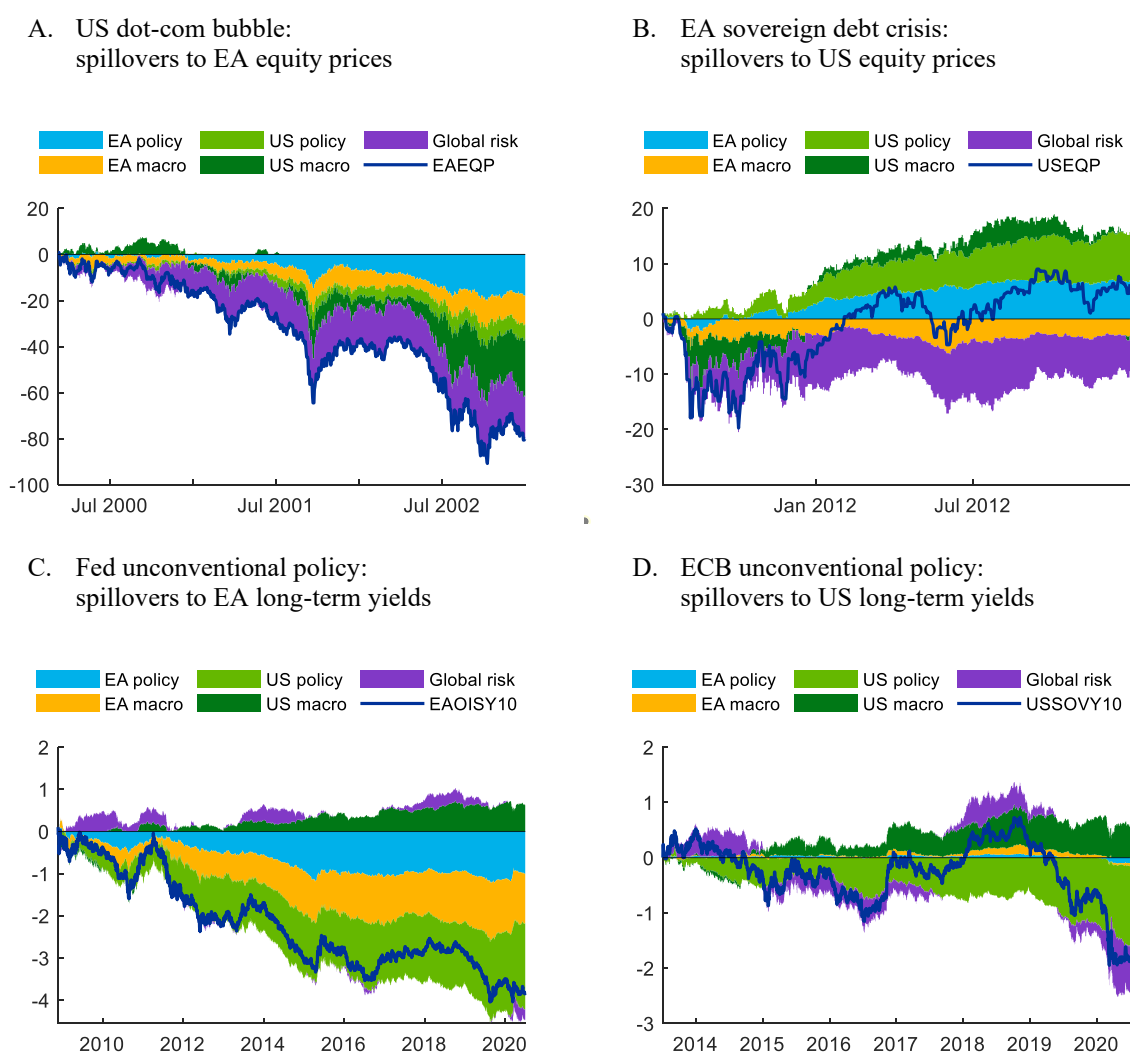 A. US dot-com bubble:
spillovers to EA equity prices
EA policy US policy Global risk
EA macro US macro EAEQP
20
0
-20
-40
-60
-80
-100
Jul 2000 Jul 2001 Jul 2002
B. EA sovereign debt crisis:
spillovers to US equity prices
EA policy US policy Global risk
EA macro US macro USEQP
20
10
0
-10
-20
-30
Jan 2012 Jul 2012
C. Fed unconventional policy:
spillovers to EA long-term yields
EA policy US policy Global risk
EA macro US macro EAOISY10
2
1
0
-1
-2
-3
-4
2010 2012 2014 2016 2018 2020
D. ECB unconventional policy:
spillovers to US long-term yields
EA policy US policy Global risk
EA macro US macro USSOVY10
2
1
0
-1
-2
-3
2014 2015 2016 2017 2018 2019 2020